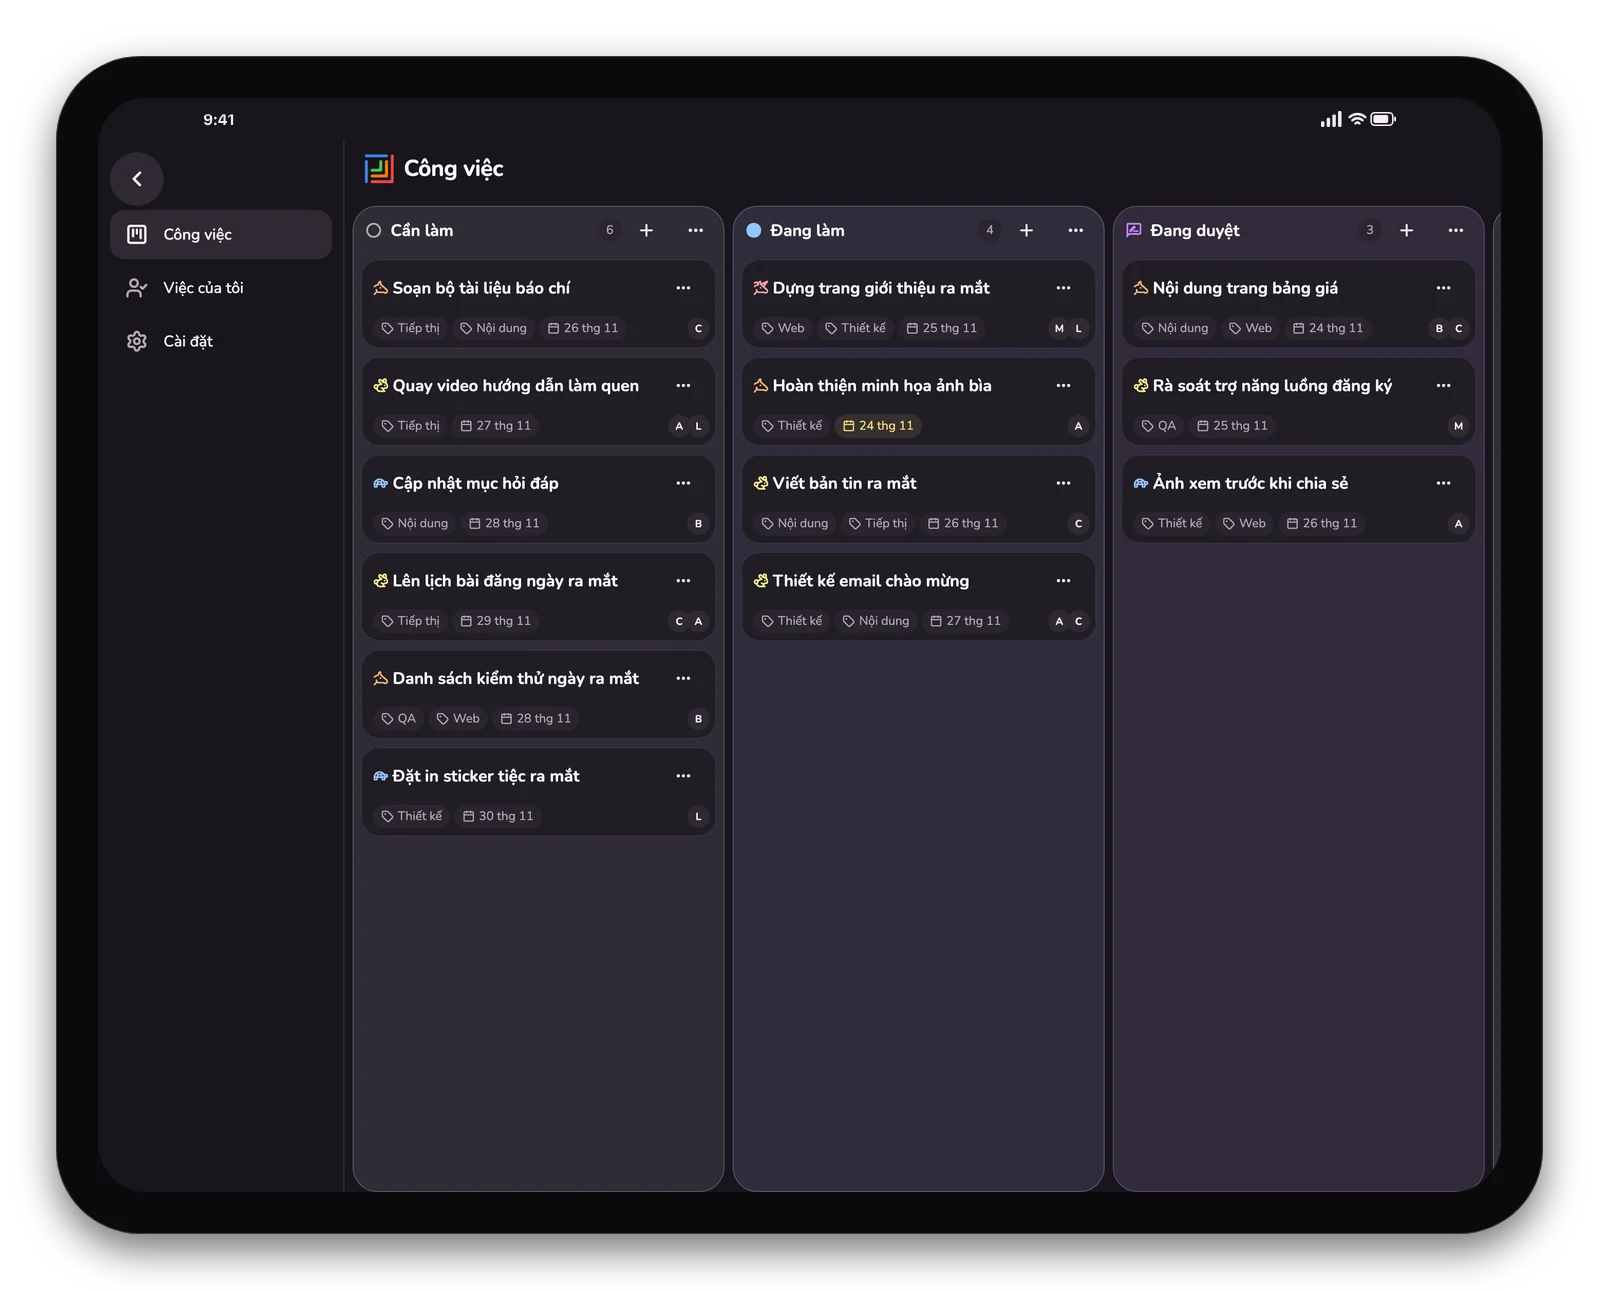 9:41
Công việc
Việc của tôi
Cài đặt
Công việc
Cần làm 6
Soạn bộ tài liệu báo chí
Tiếp thị Nội dung 26 thg 11 C
Quay video hướng dẫn làm quen
Tiếp thị 27 thg 11 A L
Cập nhật mục hỏi đáp
Nội dung 28 thg 11 B
Lên lịch bài đăng ngày ra mắt
Tiếp thị 29 thg 11 C A
Danh sách kiểm thử ngày ra mắt
QA Web 28 thg 11 B
Đặt in sticker tiệc ra mắt
Thiết kế 30 thg 11 L
Đang làm 4
Dựng trang giới thiệu ra mắt
Web Thiết kế 25 thg 11 M L
Hoàn thiện minh họa ảnh bìa
Thiết kế 24 thg 11 A
Viết bản tin ra mắt
Nội dung Tiếp thị 26 thg 11 C
Thiết kế email chào mừng
Thiết kế Nội dung 27 thg 11 A C
Đang duyệt 3
Nội dung trang bảng giá
Nội dung Web 24 thg 11 B C
Rà soát trợ năng luồng đăng ký
QA 25 thg 11 M
Ảnh xem trước khi chia sẻ
Thiết kế Web 26 thg 11 A